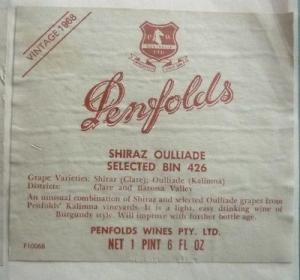 VINTAGE 1968
P W
AUSTRALIA
LTD
Penfolds
SHIRAZ OULLIADE
SELECTED BIN 426
Grape Varieties: Shiraz (Clare); Oulliade (Kalimna)
Districts: Clare and Barossa Valley
An unusual combination of Shiraz and selected Oulliade grapes from
Penfolds' Kalimna vineyards. It is a light, easy drinking wine of
Burgundy style. Will improve with further bottle age.
PENFOLDS WINES PTY. LTD.
F10068 NET 1 PINT 6 FL OZ